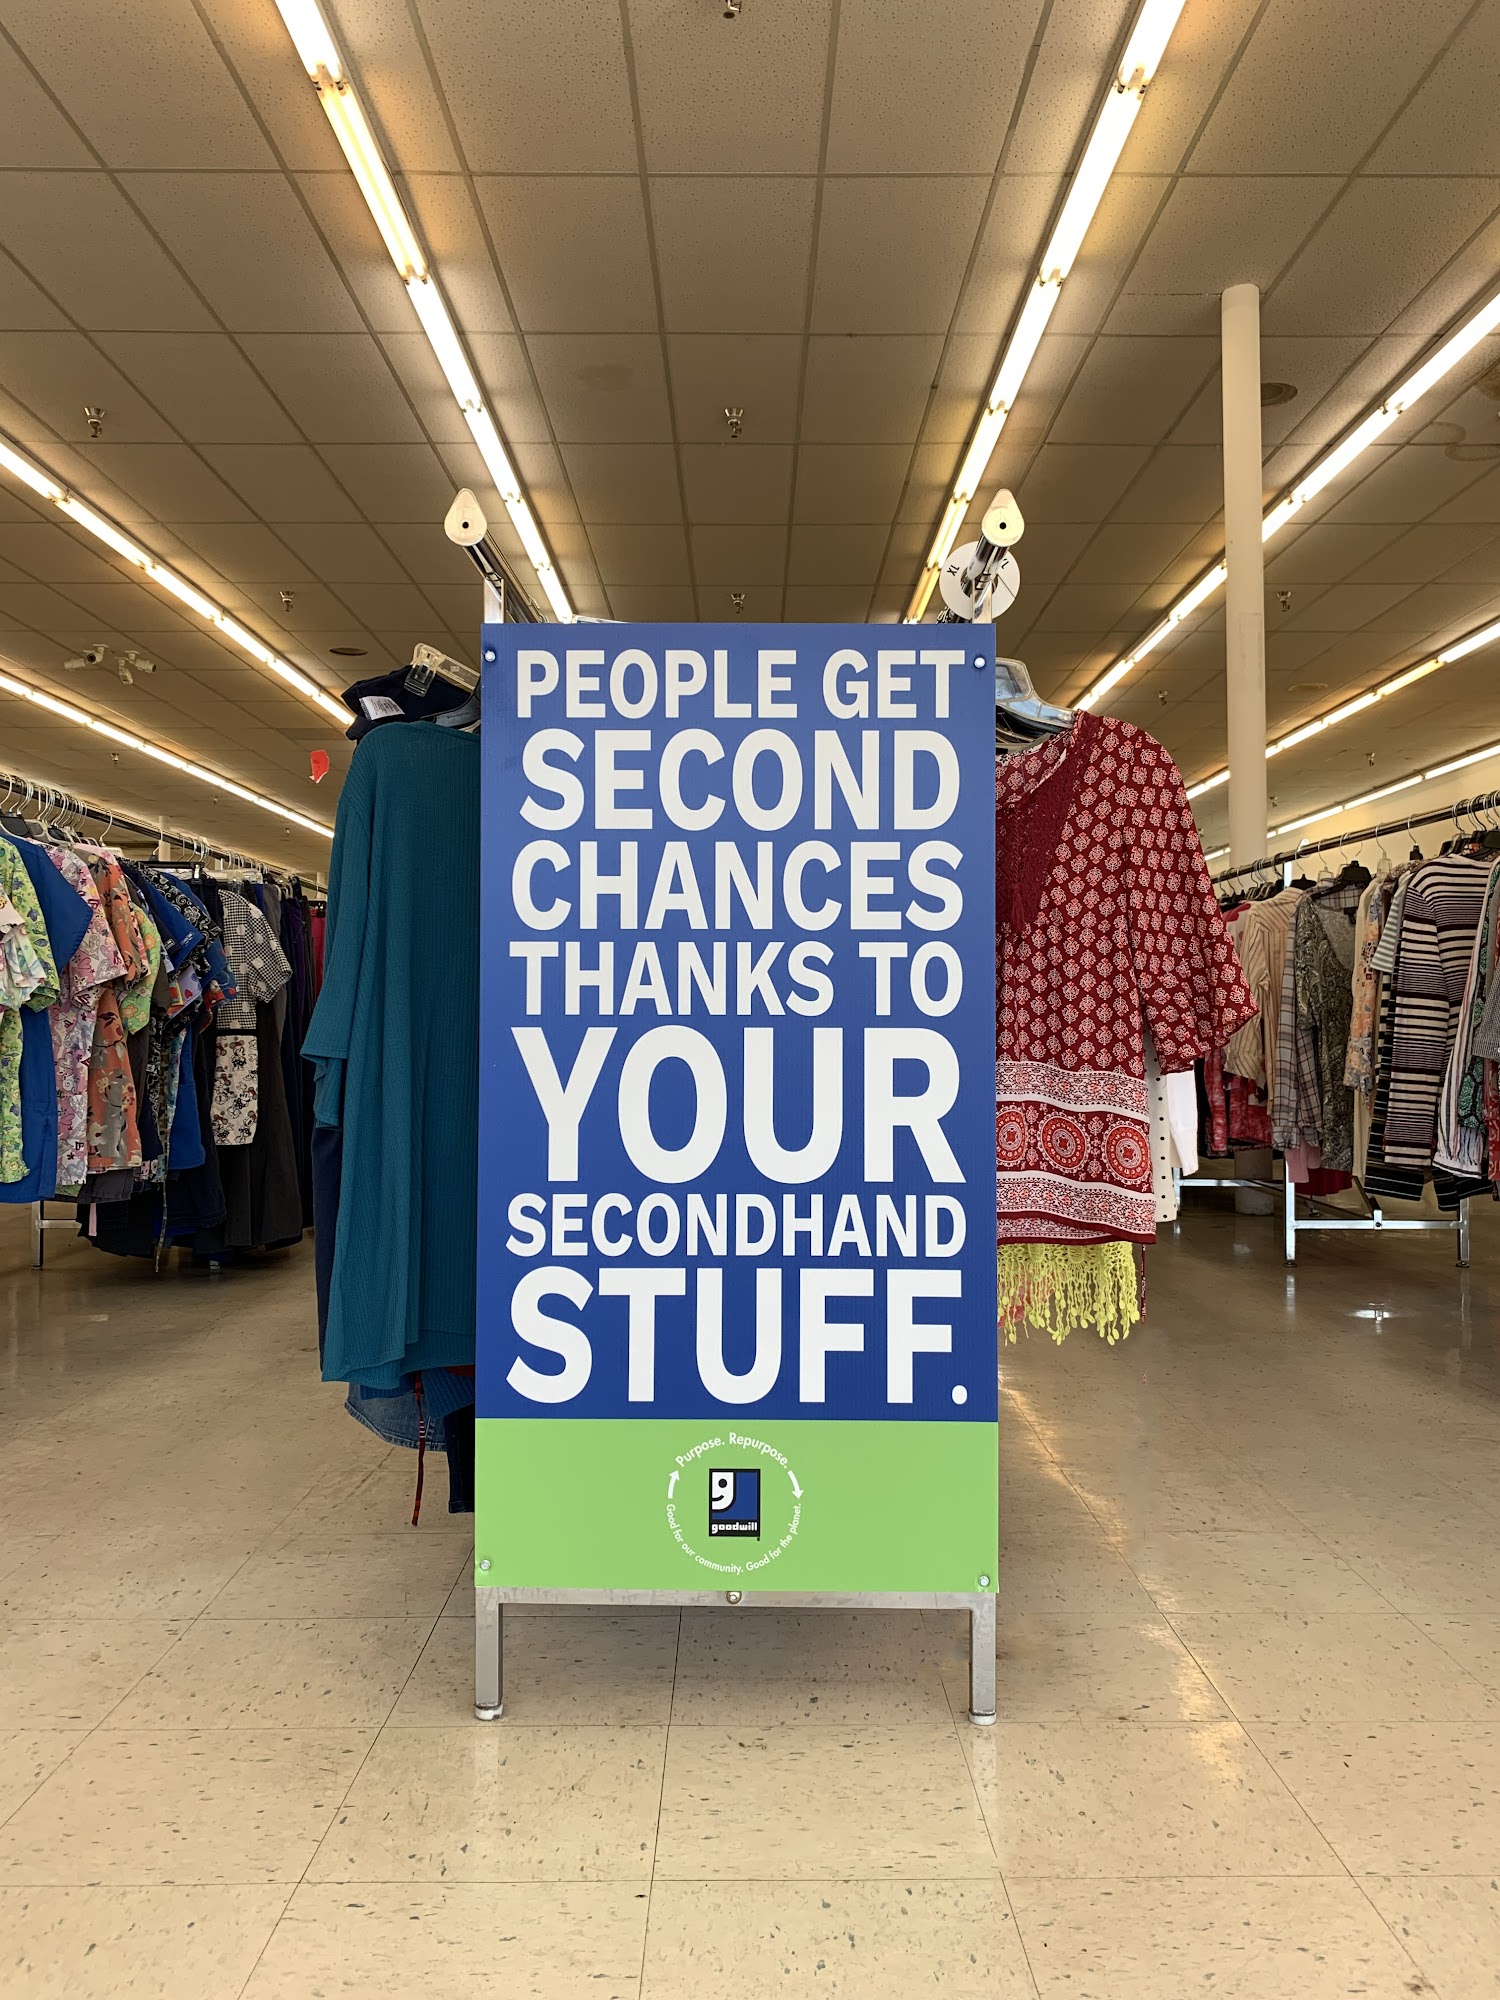 PEOPLE GET
SECOND
CHANCES
THANKS TO
YOUR
SECONDHAND
STUFF.
Purpose. Repurpose.
goodwill
Good for our community. Good for the planet.
1X